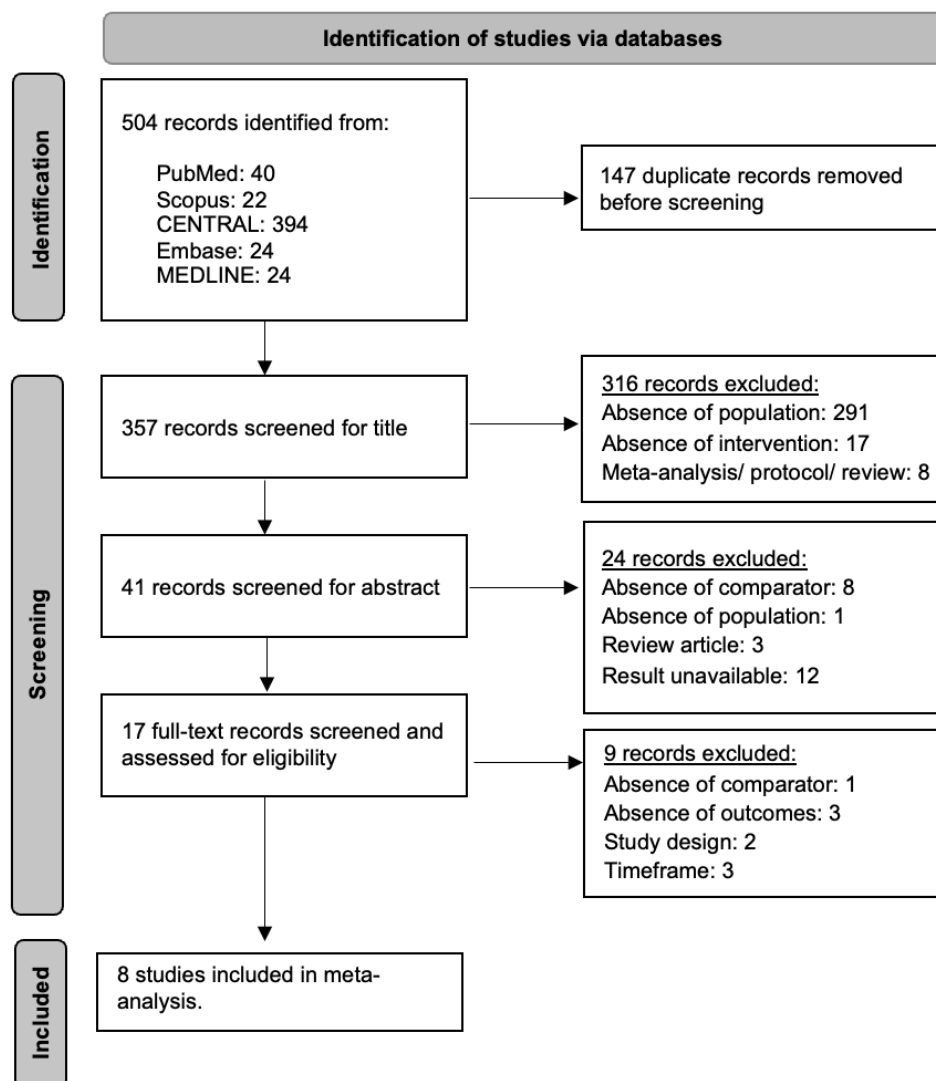 Identification of studies via databases
Identification
504 records identified from:
PubMed: 40
Scopus: 22
CENTRAL: 394
Embase: 24
MEDLINE: 24
147 duplicate records removed
before screening
Screening
357 records screened for title
316 records excluded:
Absence of population: 291
Absence of intervention: 17
Meta-analysis/ protocol/ review: 8
41 records screened for abstract
24 records excluded:
Absence of comparator: 8
Absence of population: 1
Review article: 3
Result unavailable: 12
17 full-text records screened and
assessed for eligibility
9 records excluded:
Absence of comparator: 1
Absence of outcomes: 3
Study design: 2
Timeframe: 3
Included
8 studies included in meta-
analysis.